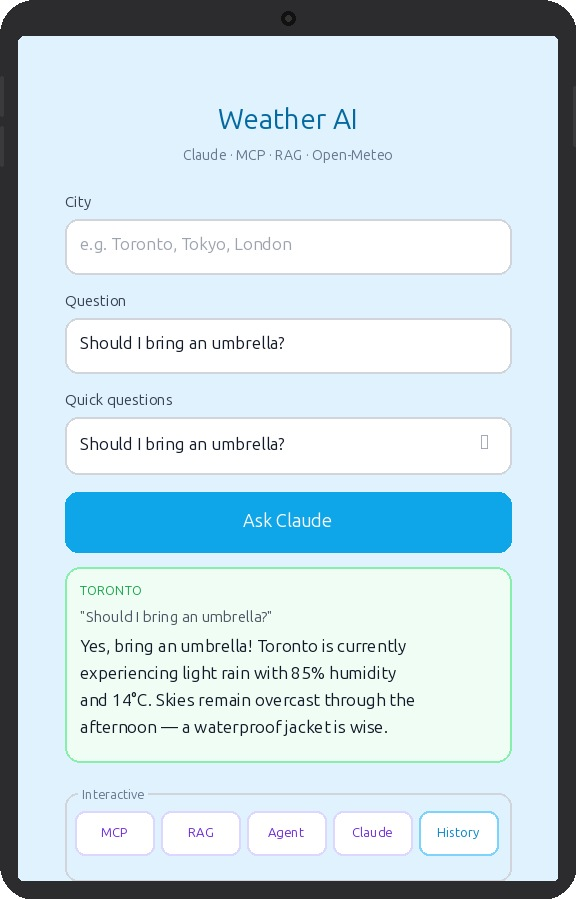 Weather AI
Claude · MCP · RAG · Open-Meteo
City
e.g. Toronto, Tokyo, London
Question
Should I bring an umbrella?
Quick questions
Should I bring an umbrella?
Ask Claude
TORONTO
"Should I bring an umbrella?"
Yes, bring an umbrella! Toronto is currently
experiencing light rain with 85% humidity
and 14°C. Skies remain overcast through the
afternoon — a waterproof jacket is wise.
Interactive
MCP RAG Agent Claude History